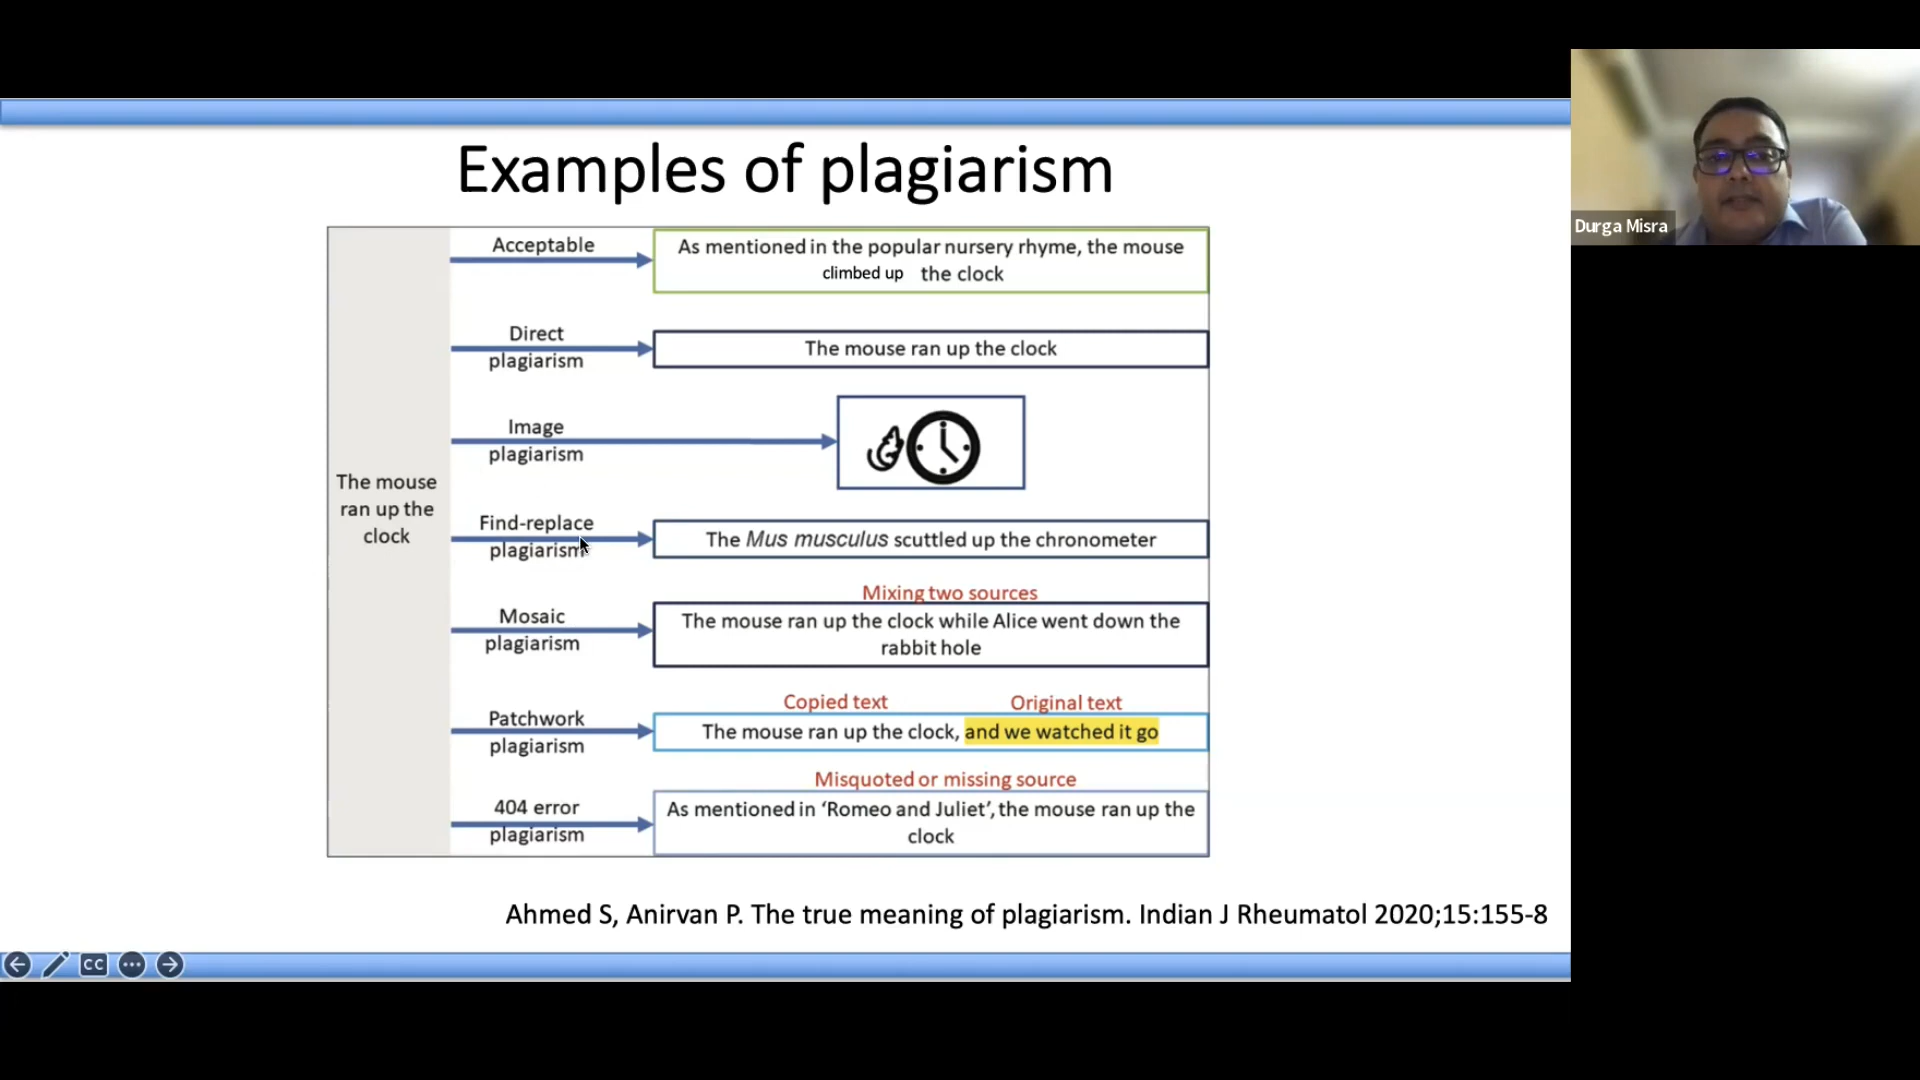 Examples of plagiarism
The mouse
ran up the
clock
Acceptable
As mentioned in the popular nursery rhyme, the mouse
climbed up the clock
Direct
plagiarism
The mouse ran up the clock
Image
plagiarism
Find-replace
plagiarism
The Mus musculus scuttled up the chronometer
Mosaic
plagiarism
Mixing two sources
The mouse ran up the clock while Alice went down the
rabbit hole
Patchwork
plagiarism
Copied text
Original text
The mouse ran up the clock, and we watched it go
404 error
plagiarism
Misquoted or missing source
As mentioned in ‘Romeo and Juliet’, the mouse ran up the
clock
Ahmed S, Anirvan P. The true meaning of plagiarism. Indian J Rheumatol 2020;15:155-8
CC
Durga Misra